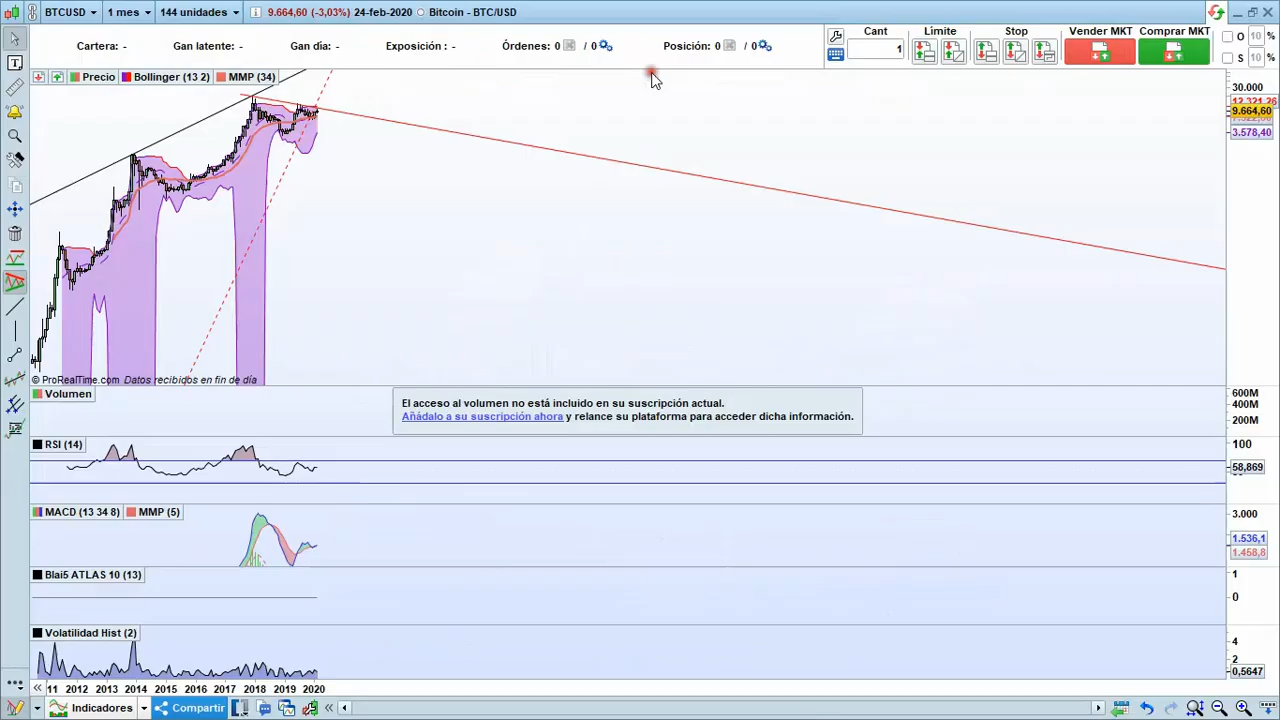 BTCUSD 1 mes 144 unidades 9.664,60 (-3,03%) 24-feb-2020 Bitcoin - BTC/USD
Cartera: - Gan latente: - Gan día: - Exposición : - Órdenes: 0 / 0 Posición: 0 / 0
Cant 1 Límite Stop Vender MKT Comprar MKT
O 10 %
S 10 %
Precio Bollinger (13 2) MMP (34)
30.000
12.321,26
9.664,60
3.578,40
© ProRealTime.com Datos recibidos en fin de día
Volumen
El acceso al volumen no está incluido en su suscripción actual.
Añádalo a su suscripción ahora y relance su plataforma para acceder dicha información.
600M
400M
200M
RSI (14)
100
58,869
MACD (13 34 8) MMP (5)
3.000
1.536,1
1.458,8
Blai5 ATLAS 10 (13)
1
0
Volatilidad Hist (2)
4
2
0,5647
11 2012 2013 2014 2015 2016 2017 2018 2019 2020
Indicadores Compartir